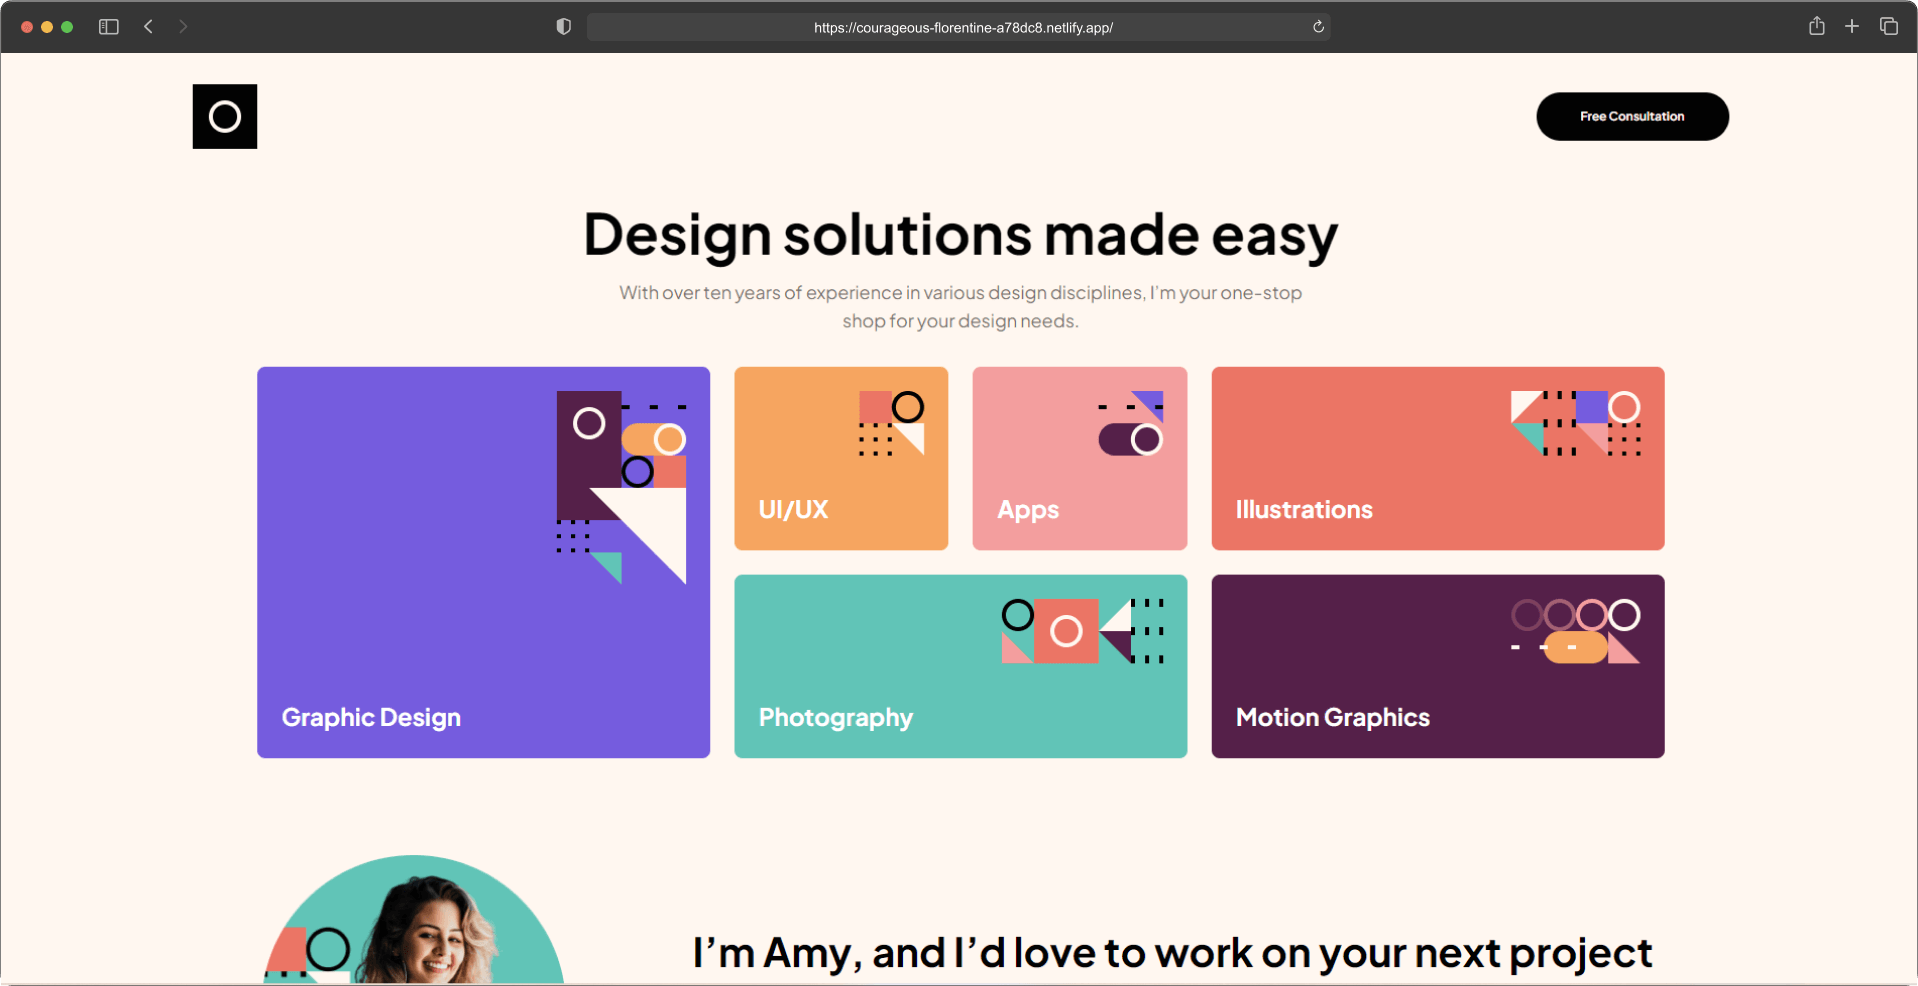 https://courageous-florentine-a78dc8.netlify.app/
Free Consultation
Design solutions made easy
With over ten years of experience in various design disciplines, I'm your one-stop
shop for your design needs.
UI/UX
Apps
Illustrations
Graphic Design
Photography
Motion Graphics
I’m Amy, and I’d love to work on your next project